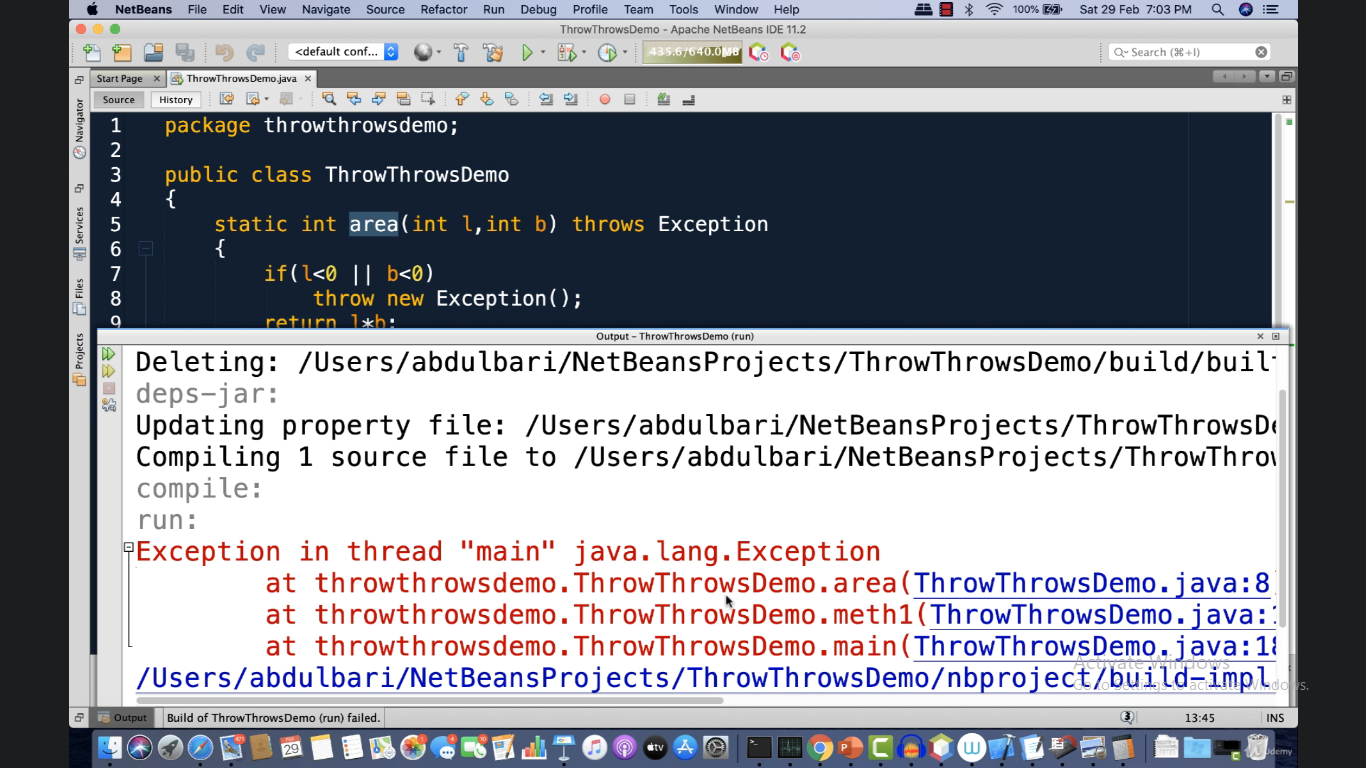 NetBeans File Edit View Navigate Source Refactor Run Debug Profile Team Tools Window Help 100% Sat 29 Feb 7:03 PM
ThrowThrowsDemo - Apache NetBeans IDE 11.2
<default conf... 435.6/640.0MB Search (⌘+I)
Start Page ThrowThrowsDemo.java
Source History
Navigator
Services
Files
Projects
1 package throwthrowsdemo;
2
3 public class ThrowThrowsDemo
4 {
5 static int area(int l,int b) throws Exception
6 {
7 if(l<0 || b<0)
8 throw new Exception();
9 return l*b;
Output - ThrowThrowsDemo (run)
Deleting: /Users/abdulbari/NetBeansProjects/ThrowThrowsDemo/build/buil
deps-jar:
Updating property file: /Users/abdulbari/NetBeansProjects/ThrowThrowsDe
Compiling 1 source file to /Users/abdulbari/NetBeansProjects/ThrowThrow
compile:
run:
Exception in thread "main" java.lang.Exception
at throwthrowsdemo.ThrowThrowsDemo.area(ThrowThrowsDemo.java:8
at throwthrowsdemo.ThrowThrowsDemo.meth1(ThrowThrowsDemo.java:1
at throwthrowsdemo.ThrowThrowsDemo.main(ThrowThrowsDemo.java:18
/Users/abdulbari/NetBeansProjects/ThrowThrowsDemo/nbproject/build-impl
Activate Windows
Go to Settings to activate Windows.
Output Build of ThrowThrowsDemo (run) failed. 3 13:45 INS
29
tv
Udemy